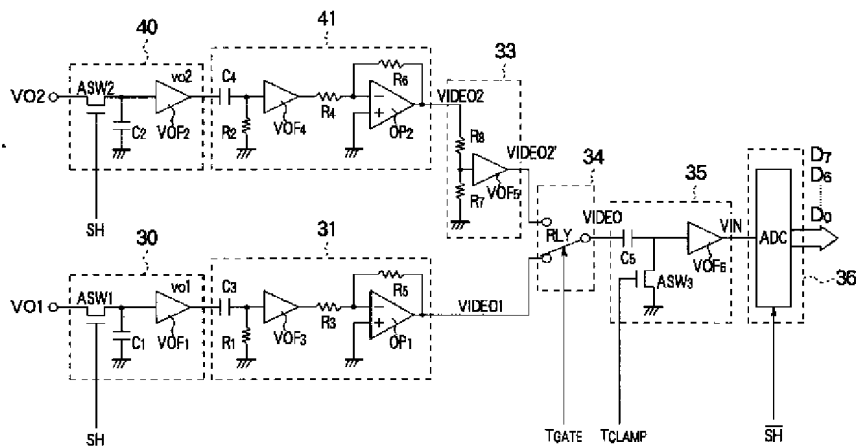 40
41
33
34
35
36
VO2
ASW2
vo2
VOF2
C2
SH
C4
R2
VOF4
R4
R6
OP2
VIDEO2
R8
R7
VOF5
VIDEO2'
RLY
VIDEO
TGATE
C5
ASW3
VOF6
VIN
TCLAMP
ADC
D7
D6
D0
SH
30
31
VO1
ASW1
vo1
VOF1
C1
SH
C3
R1
VOF3
R3
R5
OP1
VIDEO1